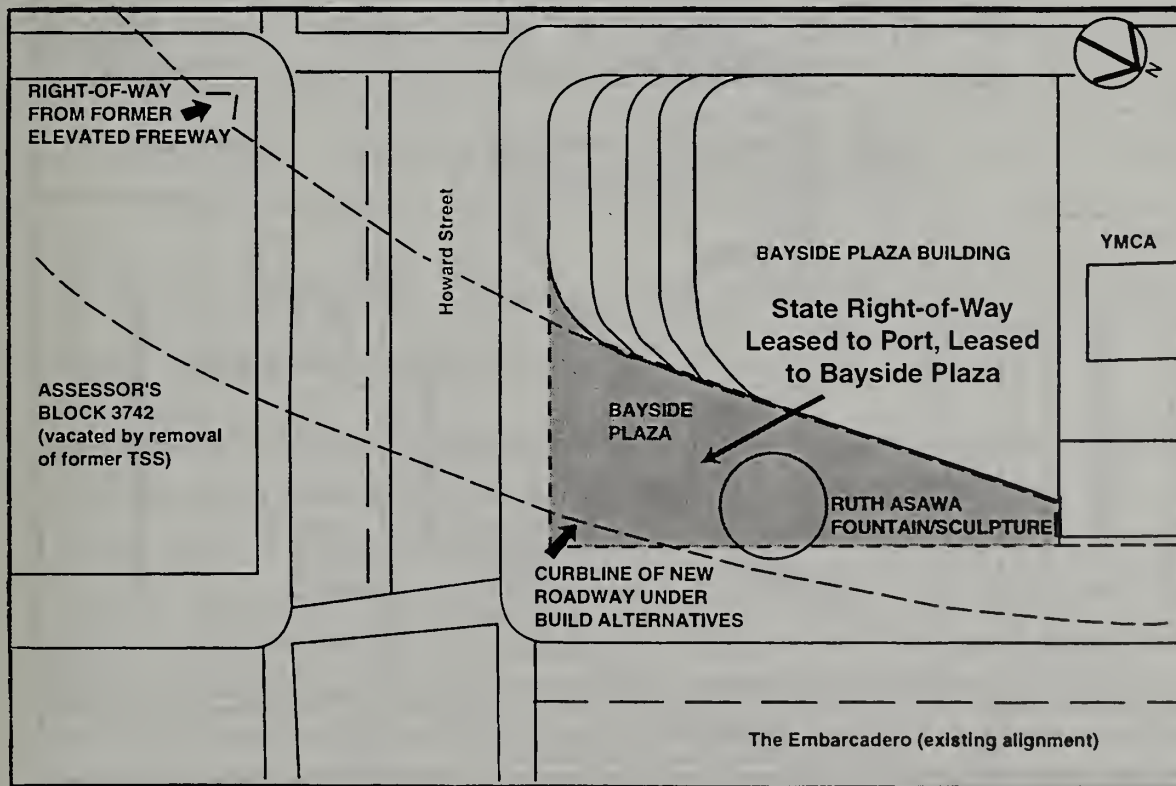 RIGHT-OF-WAY
FROM FORMER
ELEVATED FREEWAY
N
Howard Street
YMCA
BAYSIDE PLAZA BUILDING
State Right-of-Way
Leased to Port, Leased
to Bayside Plaza
ASSESSOR'S
BLOCK 3742
(vacated by removal
of former TSS)
BAYSIDE
PLAZA
RUTH ASAWA
FOUNTAIN/SCULPTURE
CURBLINE OF NEW
ROADWAY UNDER
BUILD ALTERNATIVES
The Embarcadero (existing alignment)